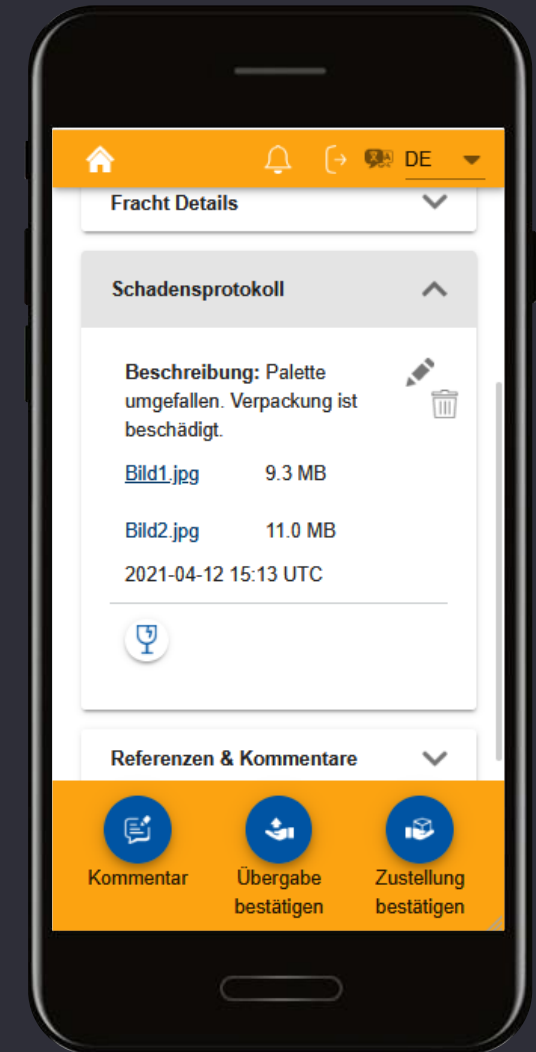 DE
Fracht Details
Schadensprotokoll
Beschreibung: Palette
umgefallen. Verpackung ist
beschädigt.
Bild1.jpg 9.3 MB
Bild2.jpg 11.0 MB
2021-04-12 15:13 UTC
Referenzen & Kommentare
Kommentar
Übergabe
bestätigen
Zustellung
bestätigen